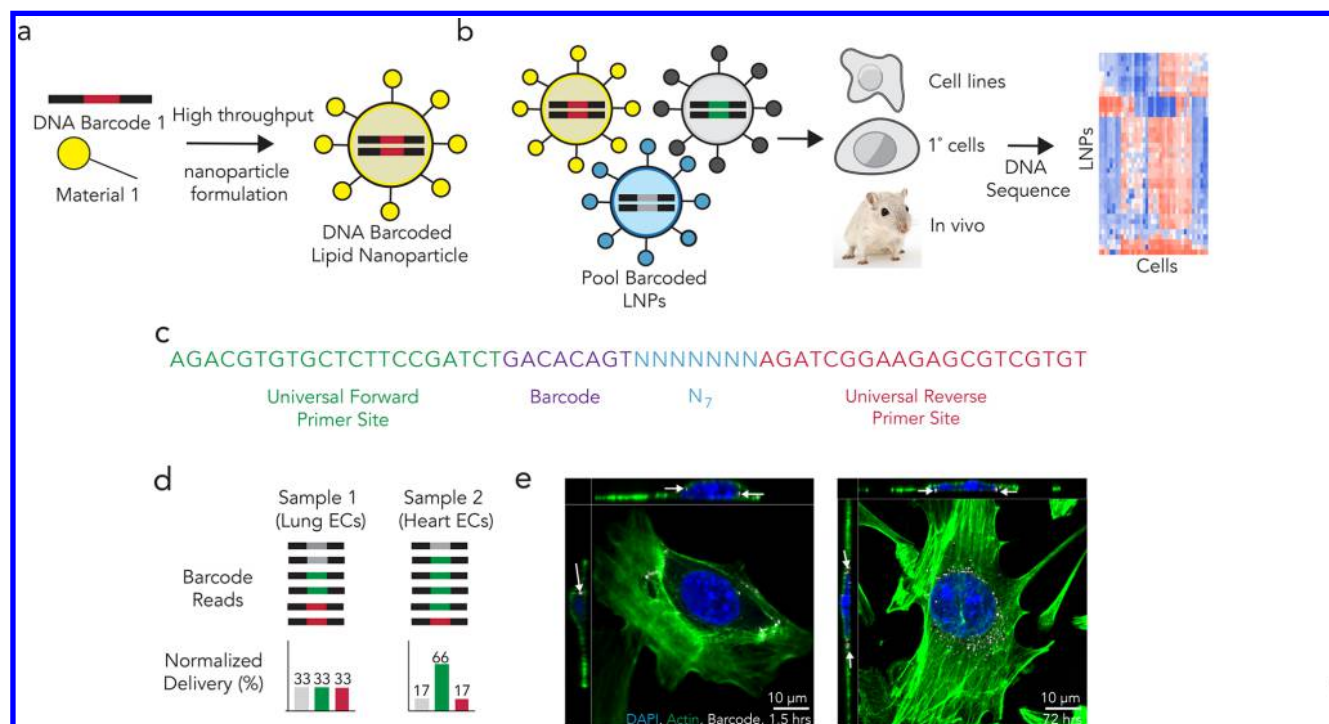 a
DNA Barcode 1
Material 1
High throughput
nanoparticle
formulation
DNA Barcoded
Lipid Nanoparticle
b
Pool Barcoded
LNPs
Cell lines
1° cells
In vivo
DNA
Sequence
LNPs
Cells
c
AGACGTGTGCTCTTCCGATCTGACACAGTNNNNNNNAGATCGGAAGAGCGTCGTGT
Universal Forward
Primer Site
Barcode
N₇
Universal Reverse
Primer Site
d
Sample 1
(Lung ECs)
Sample 2
(Heart ECs)
Barcode
Reads
Normalized
Delivery (%)
33 33 33
17 66 17
e
10 μm
DAPI, Actin, Barcode, 1.5 hrs
10 μm
72 hrs